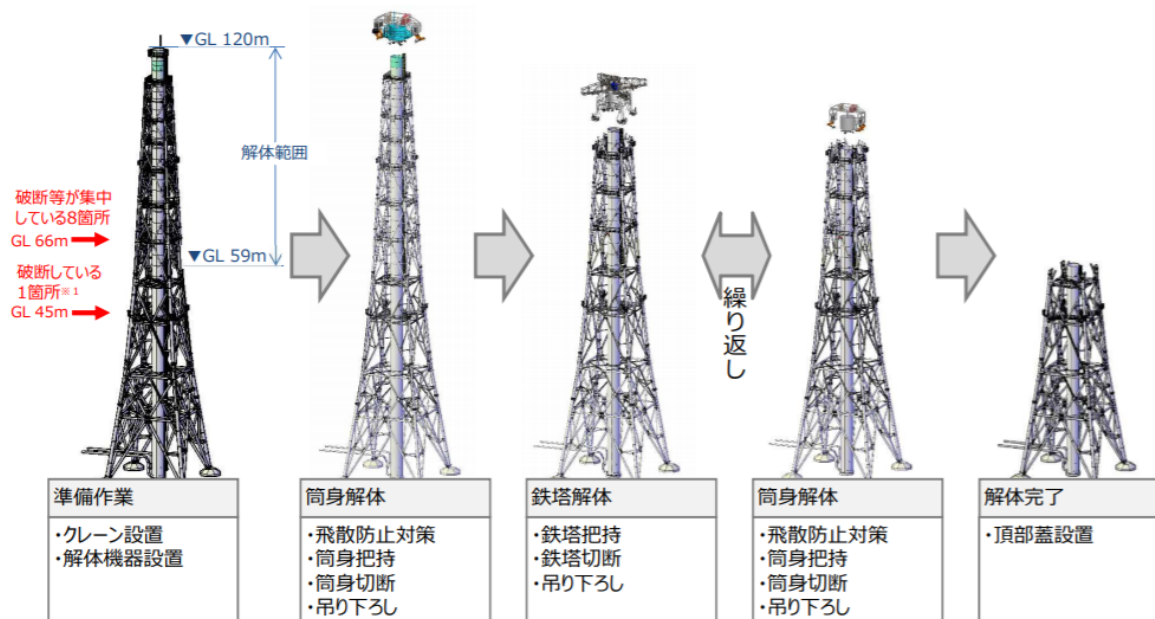 ▼GL 120m
解体範囲
破断等が集中
している8箇所
GL 66m
▼GL 59m
破断している
1箇所※1
GL 45m
繰り返し
準備作業
・クレーン設置
・解体機器設置
筒身解体
・飛散防止対策
・筒身把持
・筒身切断
・吊り下ろし
鉄塔解体
・鉄塔把持
・鉄塔切断
・吊り下ろし
筒身解体
・飛散防止対策
・筒身把持
・筒身切断
・吊り下ろし
解体完了
・頂部蓋設置